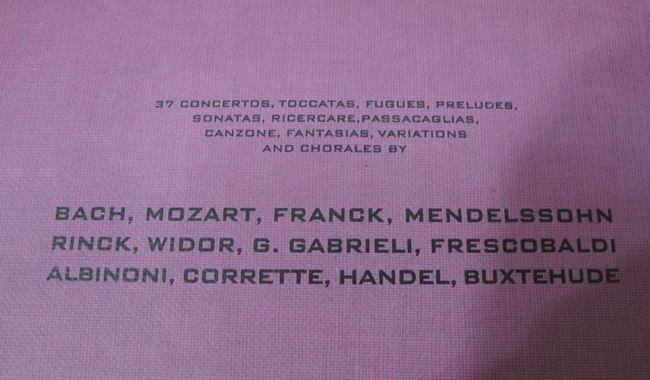 37 CONCERTOS, TOCCATAS, FUGUES, PRELUDES,
SONATAS, RICERCARE,PASSACAGLIAS,
CANZONE, FANTASIAS, VARIATIONS
AND CHORALES BY
BACH, MOZART, FRANCK, MENDELSSOHN
RINCK, WIDOR, G. GABRIELI, FRESCOBALDI
ALBINONI, CORRETTE, HANDEL, BUXTEHUDE